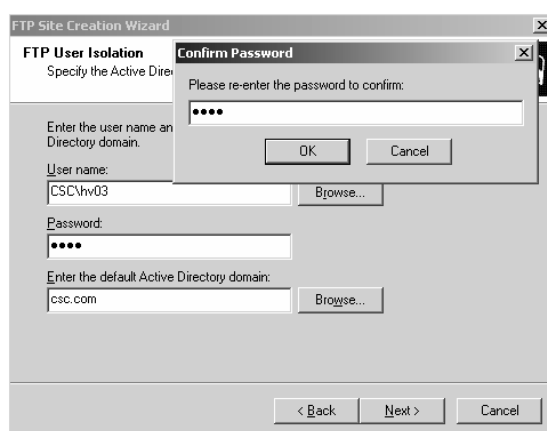 FTP Site Creation Wizard
FTP User Isolation
Specify the Active Dire
Confirm Password
Please re-enter the password to confirm:
●●●●
OK
Cancel
Enter the user name an
Directory domain.
User name:
CSC\hv03
Browse...
Password:
●●●●
Enter the default Active Directory domain:
csc.com
Browse...
< Back
Next >
Cancel